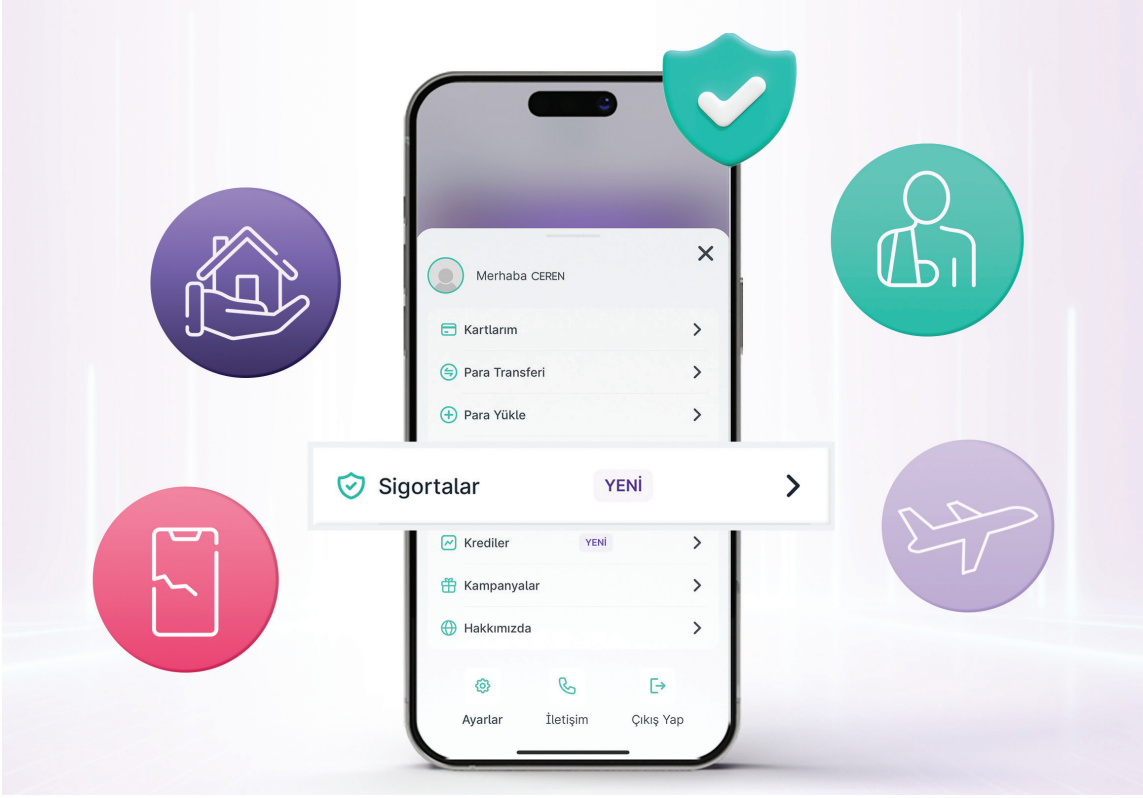 Merhaba CEREN
Kartlarım
Para Transferi
Para Yükle
Sigortalar YENİ
Krediler YENİ
Kampanyalar
Hakkımızda
Ayarlar İletişim Çıkış Yap